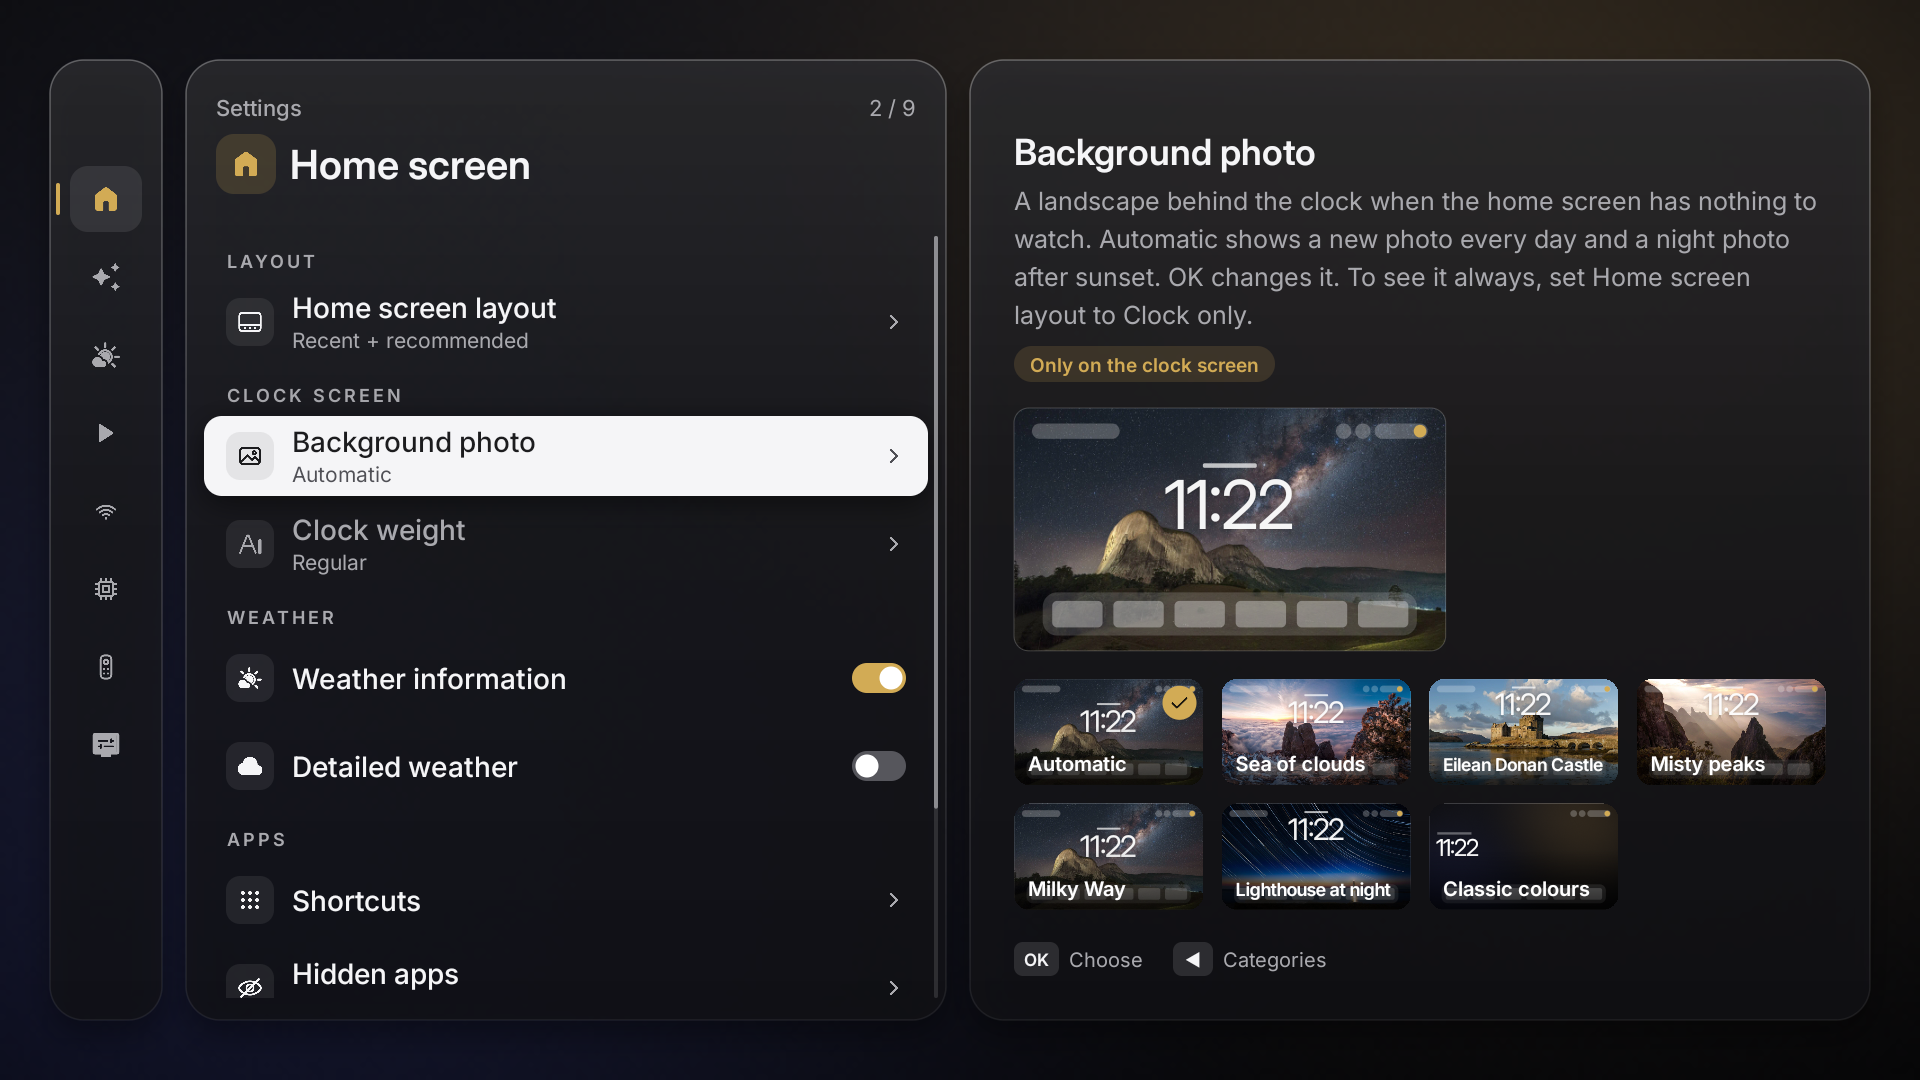 Settings
2 / 9
Home screen
LAYOUT
Home screen layout
Recent + recommended
CLOCK SCREEN
Background photo
Automatic
Clock weight
Regular
WEATHER
Weather information
Detailed weather
APPS
Shortcuts
Hidden apps
Background photo
A landscape behind the clock when the home screen has nothing to
watch. Automatic shows a new photo every day and a night photo
after sunset. OK changes it. To see it always, set Home screen
layout to Clock only.
Only on the clock screen
11:22
11:22
Automatic
11:22
Sea of clouds
11:22
Eilean Donan Castle
11:22
Misty peaks
11:22
Milky Way
11:22
Lighthouse at night
11:22
Classic colours
OK Choose
Categories